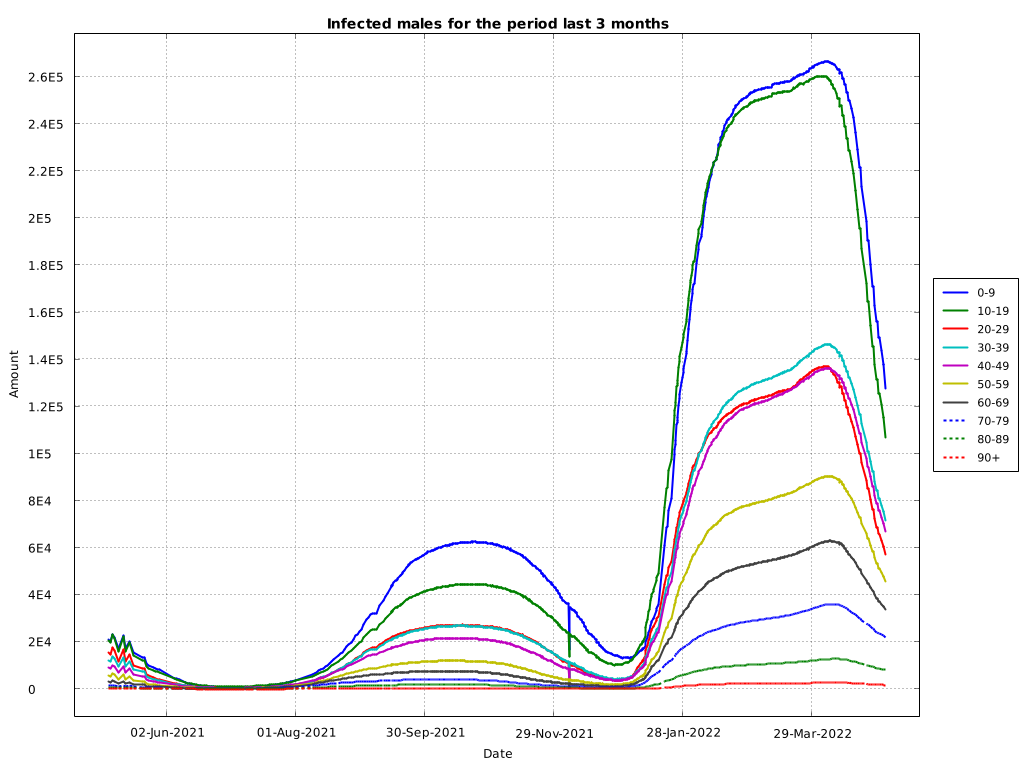 Infected males for the period last 3 months
2.6E5
2.4E5
2.2E5
2E5
1.8E5
1.6E5
1.4E5
1.2E5
1E5
8E4
6E4
4E4
2E4
0
Amount
02-Jun-2021 01-Aug-2021 30-Sep-2021 29-Nov-2021 28-Jan-2022 29-Mar-2022
Date
0-9
10-19
20-29
30-39
40-49
50-59
60-69
70-79
80-89
90+